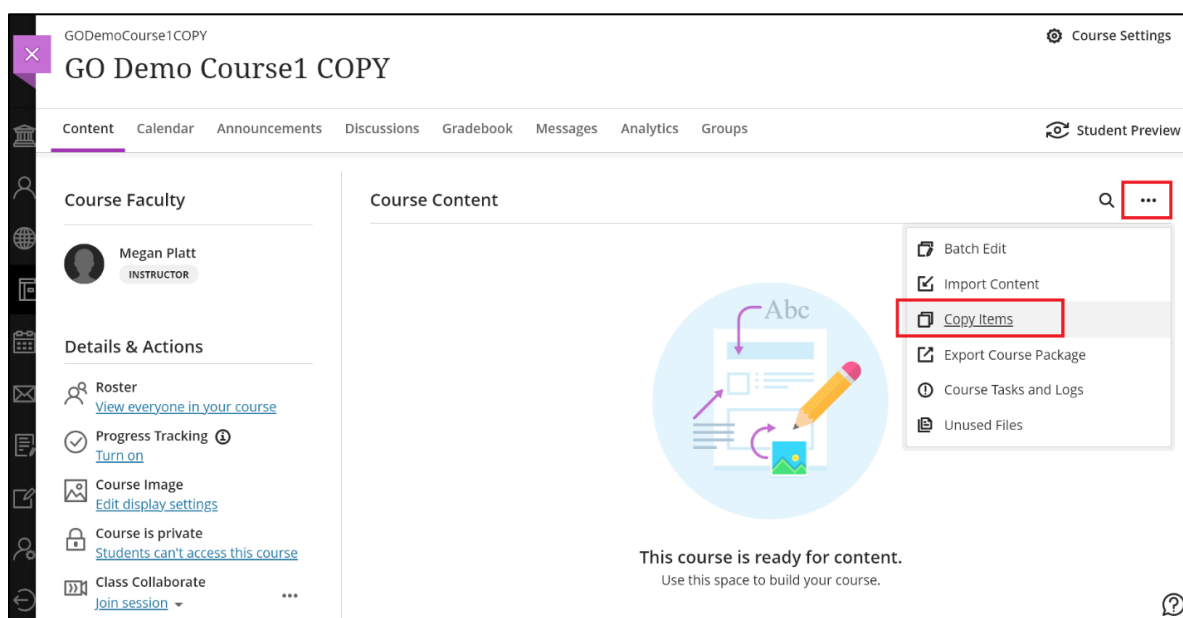 GODemoCourse1COPY
Course Settings
GO Demo Course1 COPY
Content Calendar Announcements Discussions Gradebook Messages Analytics Groups
Student Preview
Course Faculty
Megan Platt
INSTRUCTOR
Details & Actions
Roster
View everyone in your course
Progress Tracking
Turn on
Course Image
Edit display settings
Course is private
Students can't access this course
Class Collaborate
Join session
Course Content
Batch Edit
Import Content
Copy Items
Export Course Package
Course Tasks and Logs
Unused Files
Abc
This course is ready for content.
Use this space to build your course.